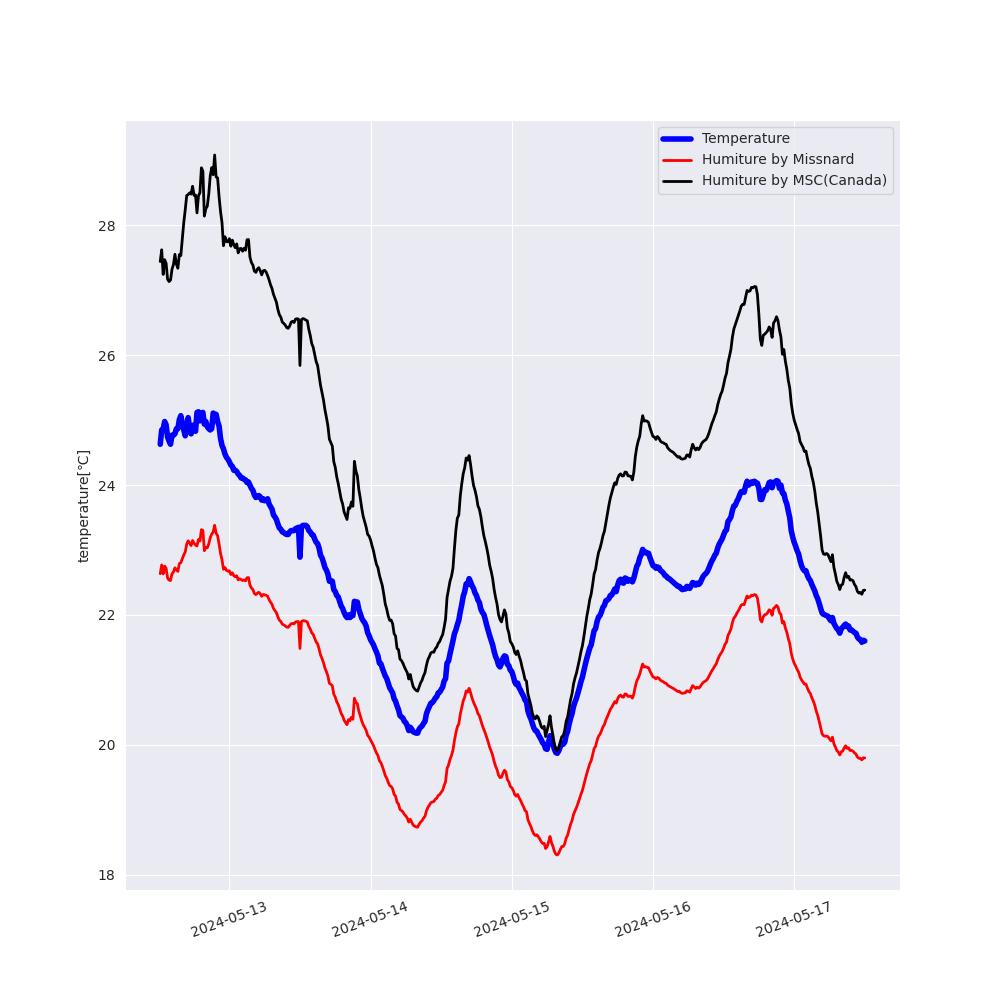 Temperature
Humiture by Missnard
Humiture by MSC(Canada)
temperature[℃]
28
26
24
22
20
18
2024-05-13
2024-05-14
2024-05-15
2024-05-16
2024-05-17